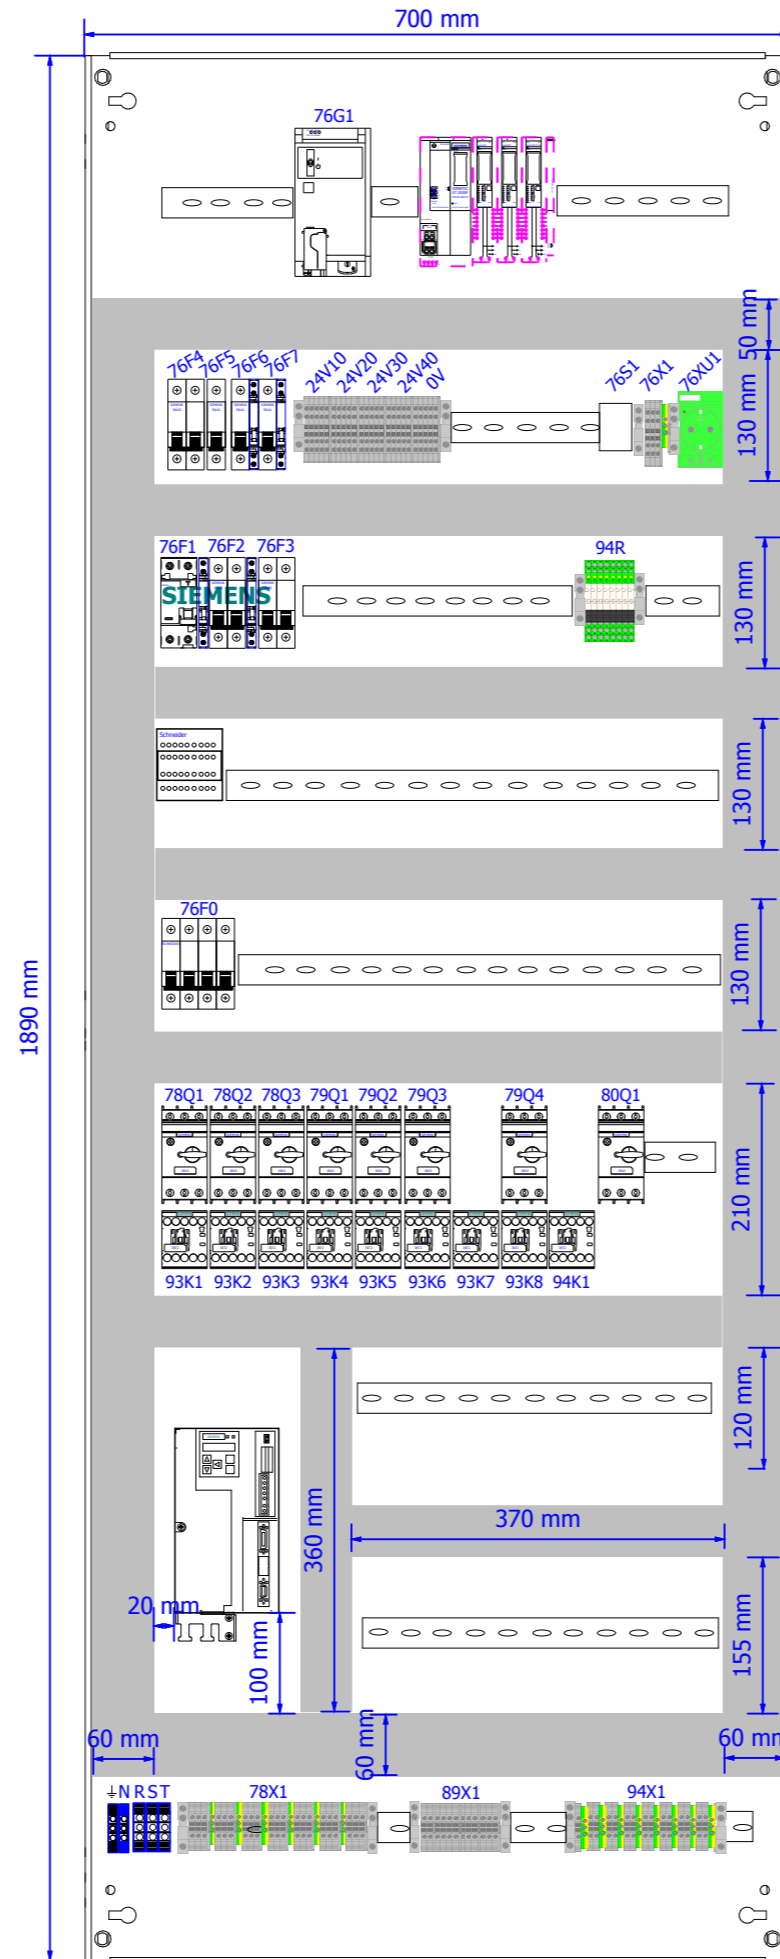 700 mm
76G1
50 mm
76F4 76F5 76F6 76F7 24V10 24V20 24V30 24V40 0V 76S1 76X1 76XU1
130 mm
76F1 76F2 76F3 94R
SIEMENS
130 mm
Schneider
130 mm
76F0
130 mm
1890 mm
78Q1 78Q2 78Q3 79Q1 79Q2 79Q3 79Q4 80Q1
210 mm
93K1 93K2 93K3 93K4 93K5 93K6 93K7 93K8 94K1
120 mm
360 mm
370 mm
20 mm
100 mm
155 mm
60 mm
60 mm
60 mm
⏚ N R S T 78X1 89X1 94X1